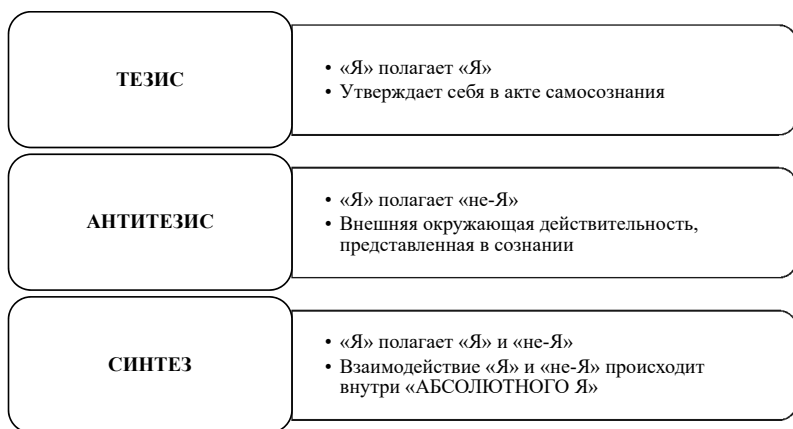 ТЕЗИС
• «Я» полагает «Я»
• Утверждает себя в акте самосознания
АНТИТЕЗИС
• «Я» полагает «не-Я»
• Внешняя окружающая действительность,
представленная в сознании
СИНТЕЗ
• «Я» полагает «Я» и «не-Я»
• Взаимодействие «Я» и «не-Я» происходит
внутри «АБСОЛЮТНОГО Я»